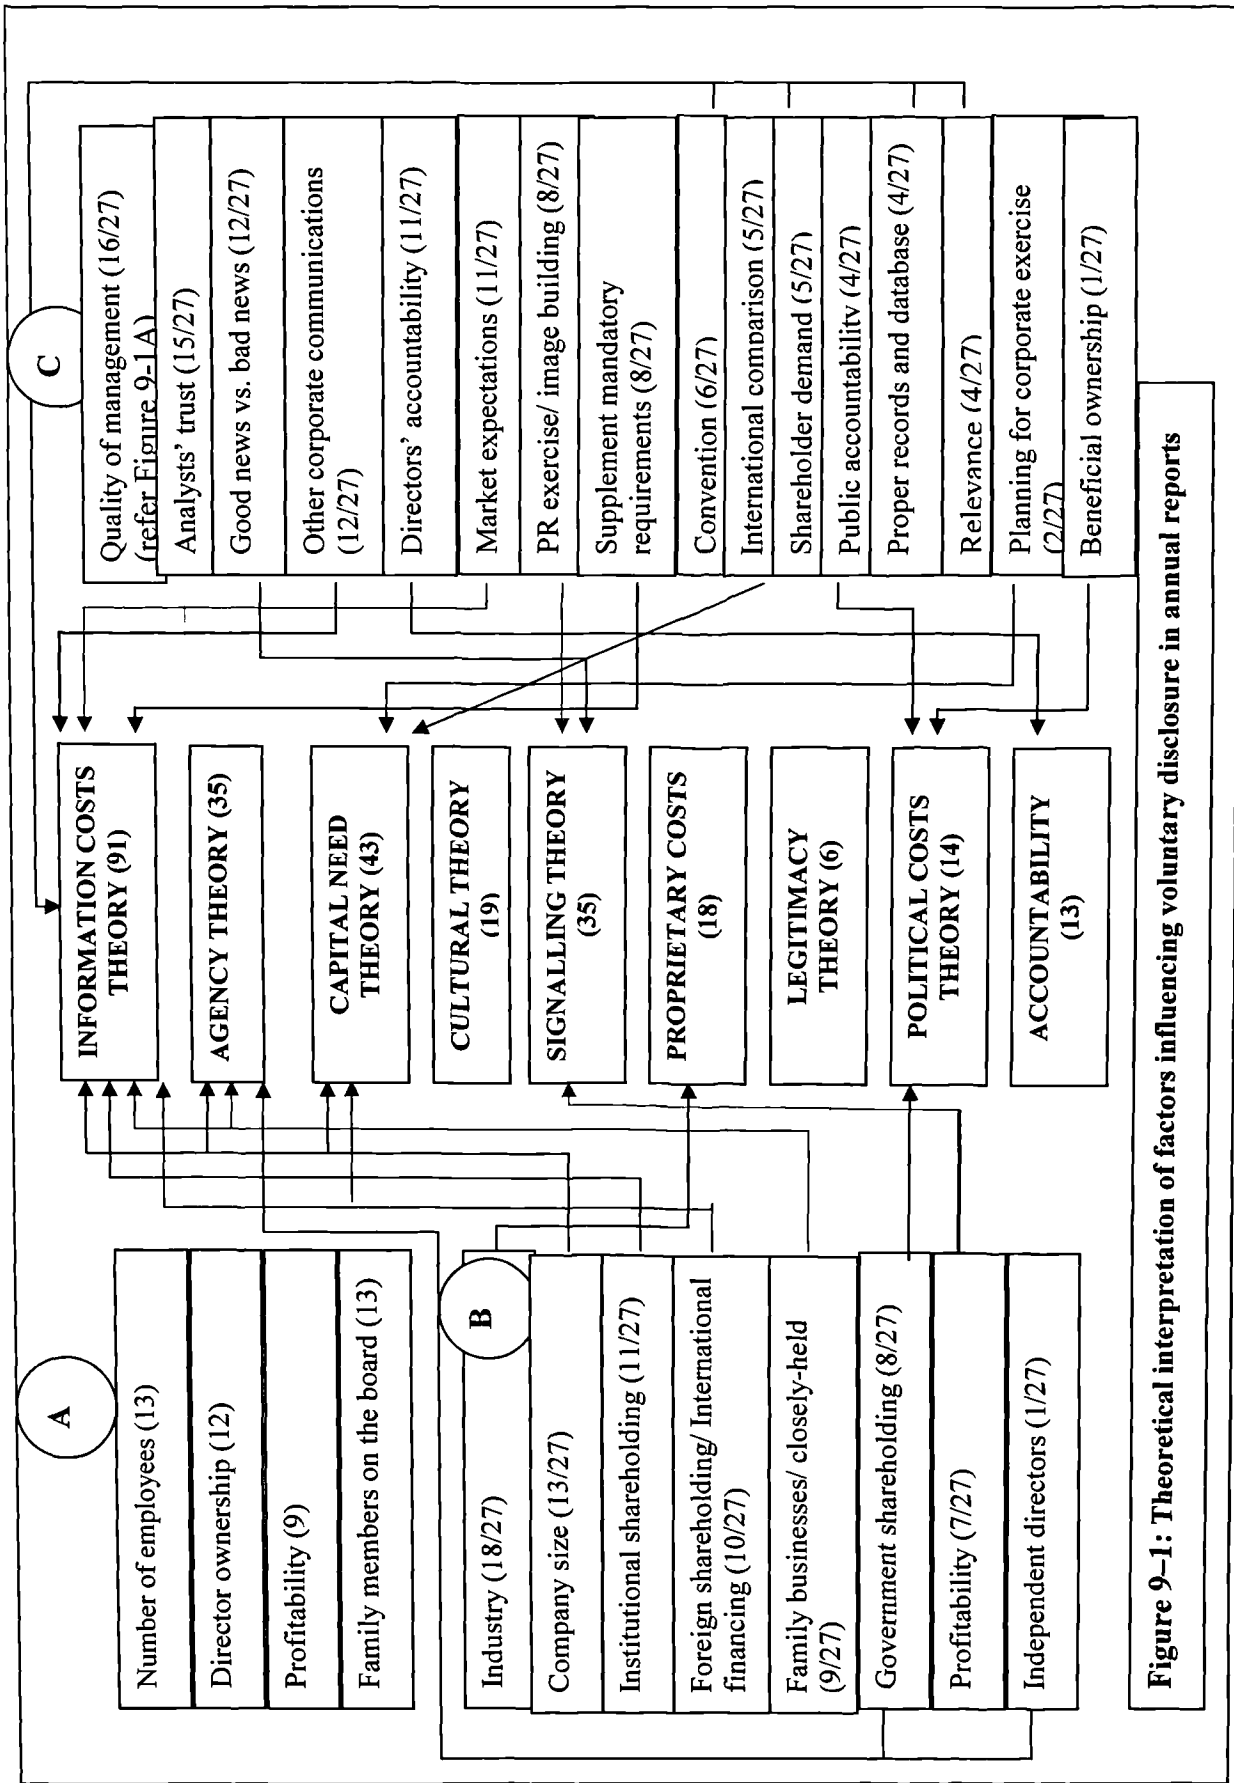 A
Number of employees (13)
Director ownership (12)
Profitability (9)
Family members on the board (13)
B
Industry (18/27)
Company size (13/27)
Institutional shareholding (11/27)
Foreign shareholding/ International
financing (10/27)
Family businesses/ closely-held
(9/27)
Government shareholding (8/27)
Profitability (7/27)
Independent directors (1/27)
INFORMATION COSTS
THEORY (91)
AGENCY THEORY (35)
CAPITAL NEED
THEORY (43)
CULTURAL THEORY
(19)
SIGNALLING THEORY
(35)
PROPRIETARY COSTS
(18)
LEGITIMACY
THEORY (6)
POLITICAL COSTS
THEORY (14)
ACCOUNTABILITY
(13)
C
Quality of management (16/27)
(refer Figure 9-1A)
Analysts' trust (15/27)
Good news vs. bad news (12/27)
Other corporate communications
(12/27)
Directors' accountability (11/27)
Market expectations (11/27)
PR exercise/ image building (8/27)
Supplement mandatory
requirements (8/27)
Convention (6/27)
International comparison (5/27)
Shareholder demand (5/27)
Public accountability (4/27)
Proper records and database (4/27)
Relevance (4/27)
Planning for corporate exercise
(2/27)
Beneficial ownership (1/27)
Figure 9–1: Theoretical interpretation of factors influencing voluntary disclosure in annual reports